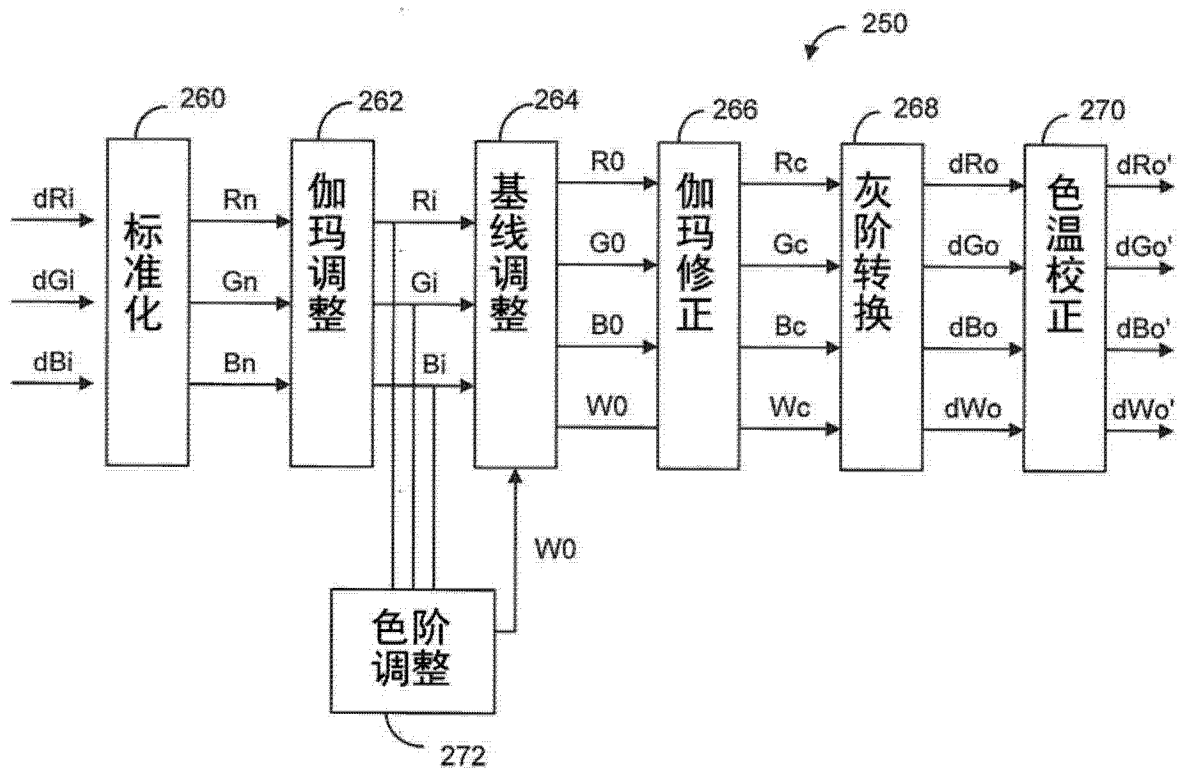 250
260
262
264
266
268
270
dRi
dGi
dBi
标准化
Rn
Gn
Bn
伽玛调整
Ri
Gi
Bi
基线调整
R0
G0
B0
W0
伽玛修正
Rc
Gc
Bc
Wc
灰阶转换
dRo
dGo
dBo
dWo
色温校正
dRo'
dGo'
dBo'
dWo'
W0
色阶
调整
272